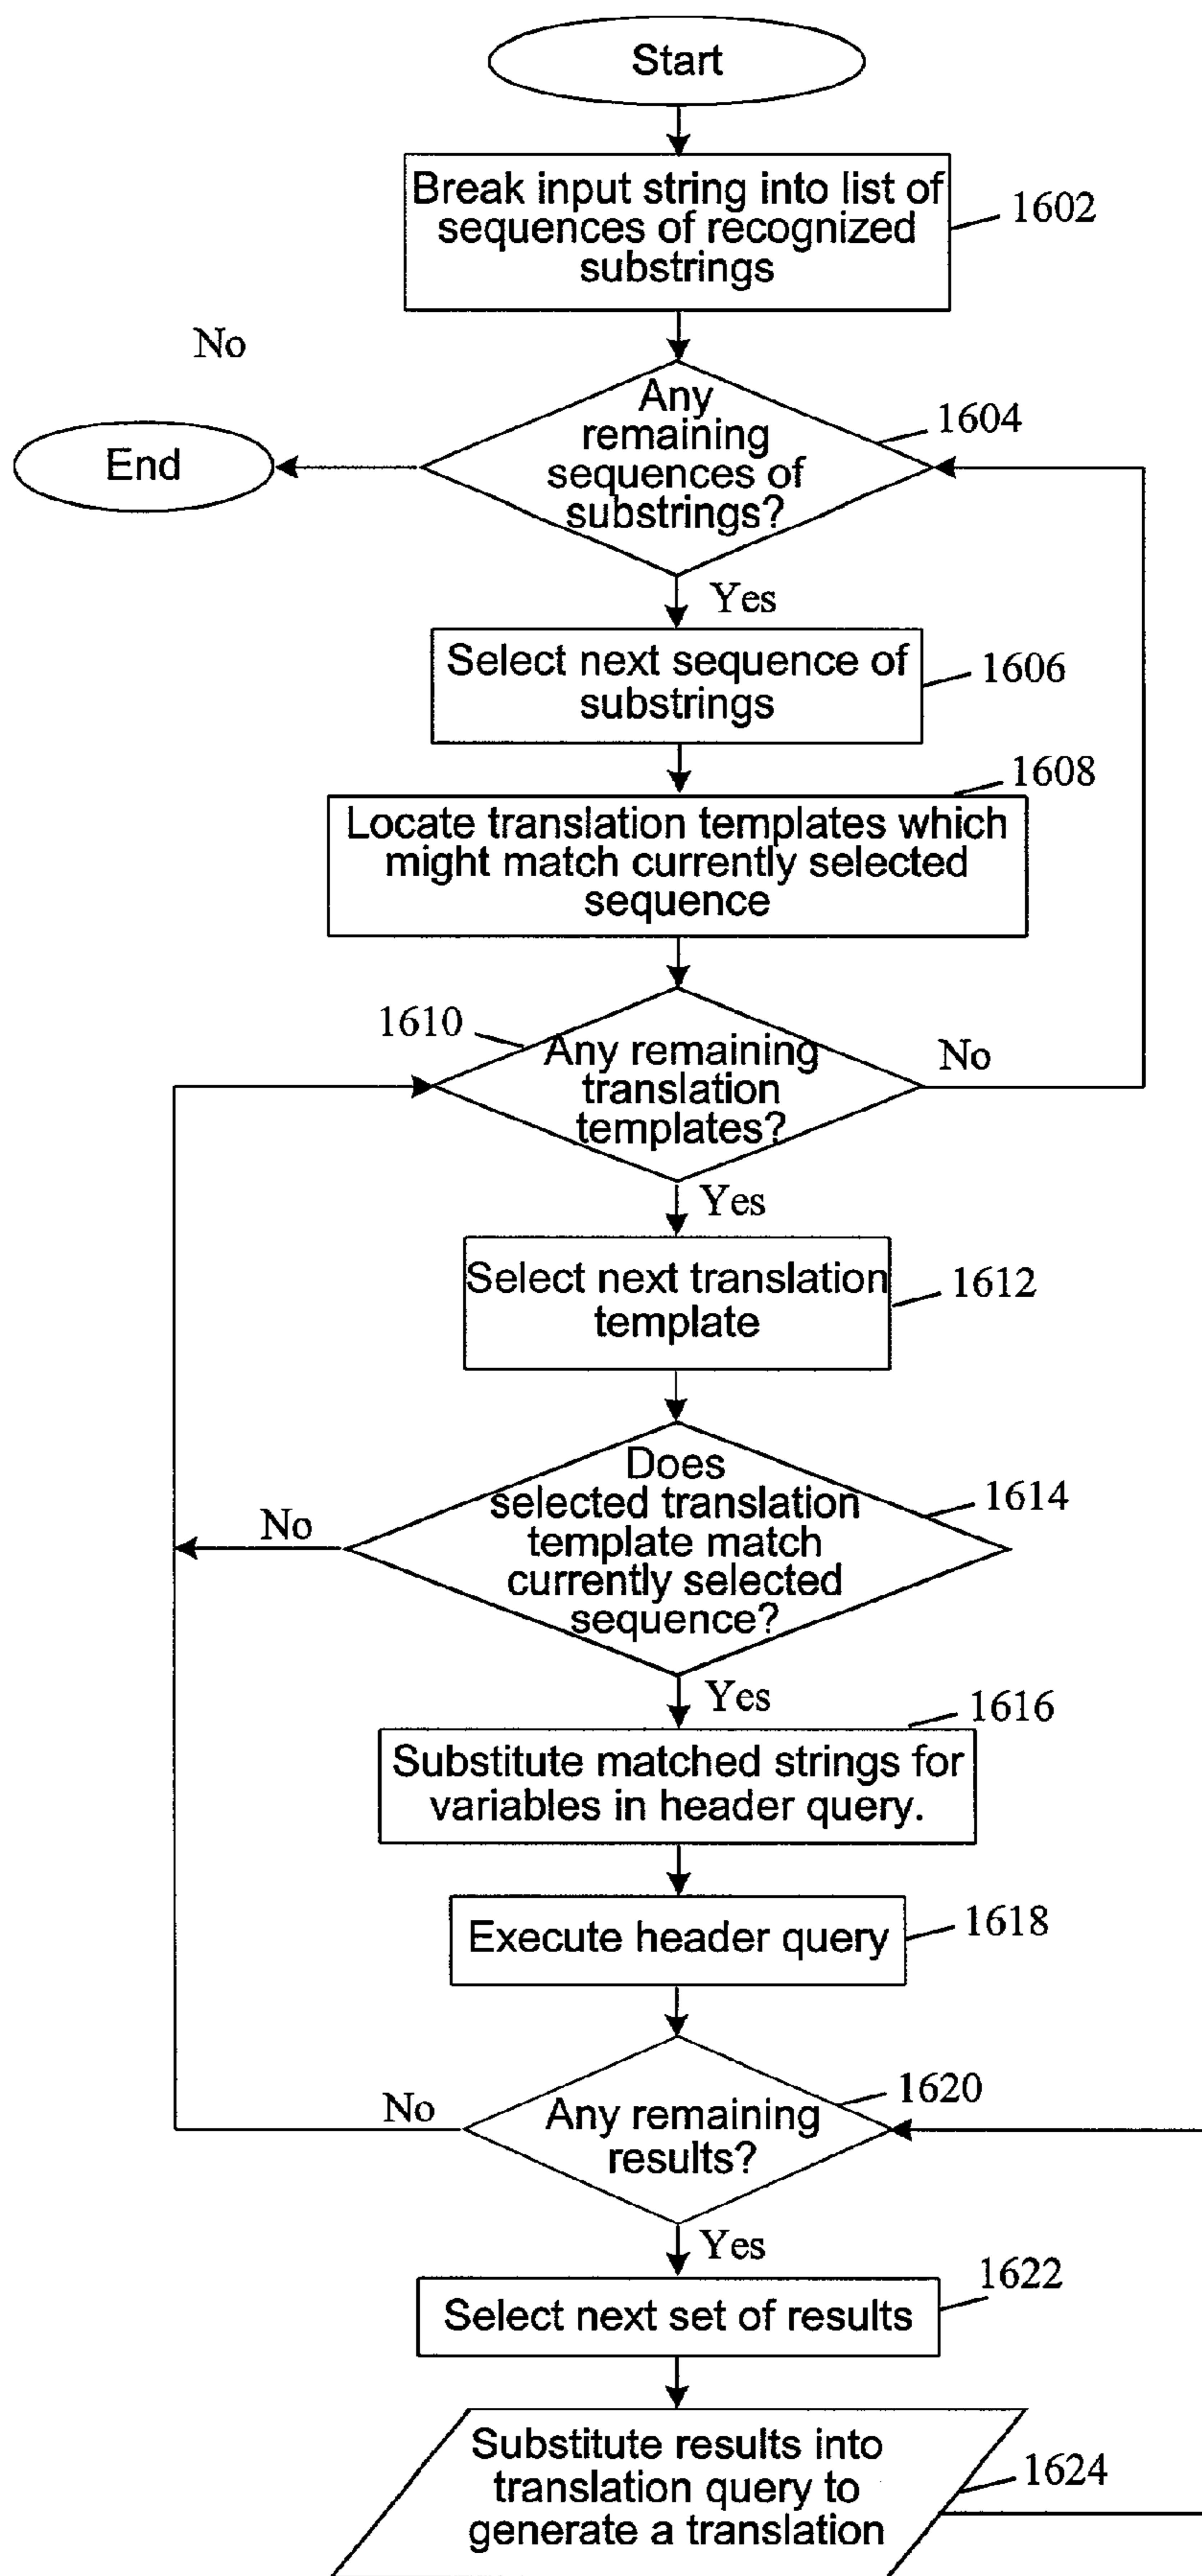 Start
Break input string into list of
sequences of recognized
substrings
1602
No
Any
remaining
sequences of
substrings?
1604
End
Yes
Select next sequence of
substrings
1606
1608
Locate translation templates which
might match currently selected
sequence
1610
Any remaining
translation
templates?
No
Yes
Select next translation
template
1612
Does
selected translation
template match
currently selected
sequence?
1614
No
Yes
1616
Substitute matched strings for
variables in header query.
Execute header query
1618
1620
No
Any remaining
results?
Yes
1622
Select next set of results
Substitute results into
translation query to
generate a translation
1624